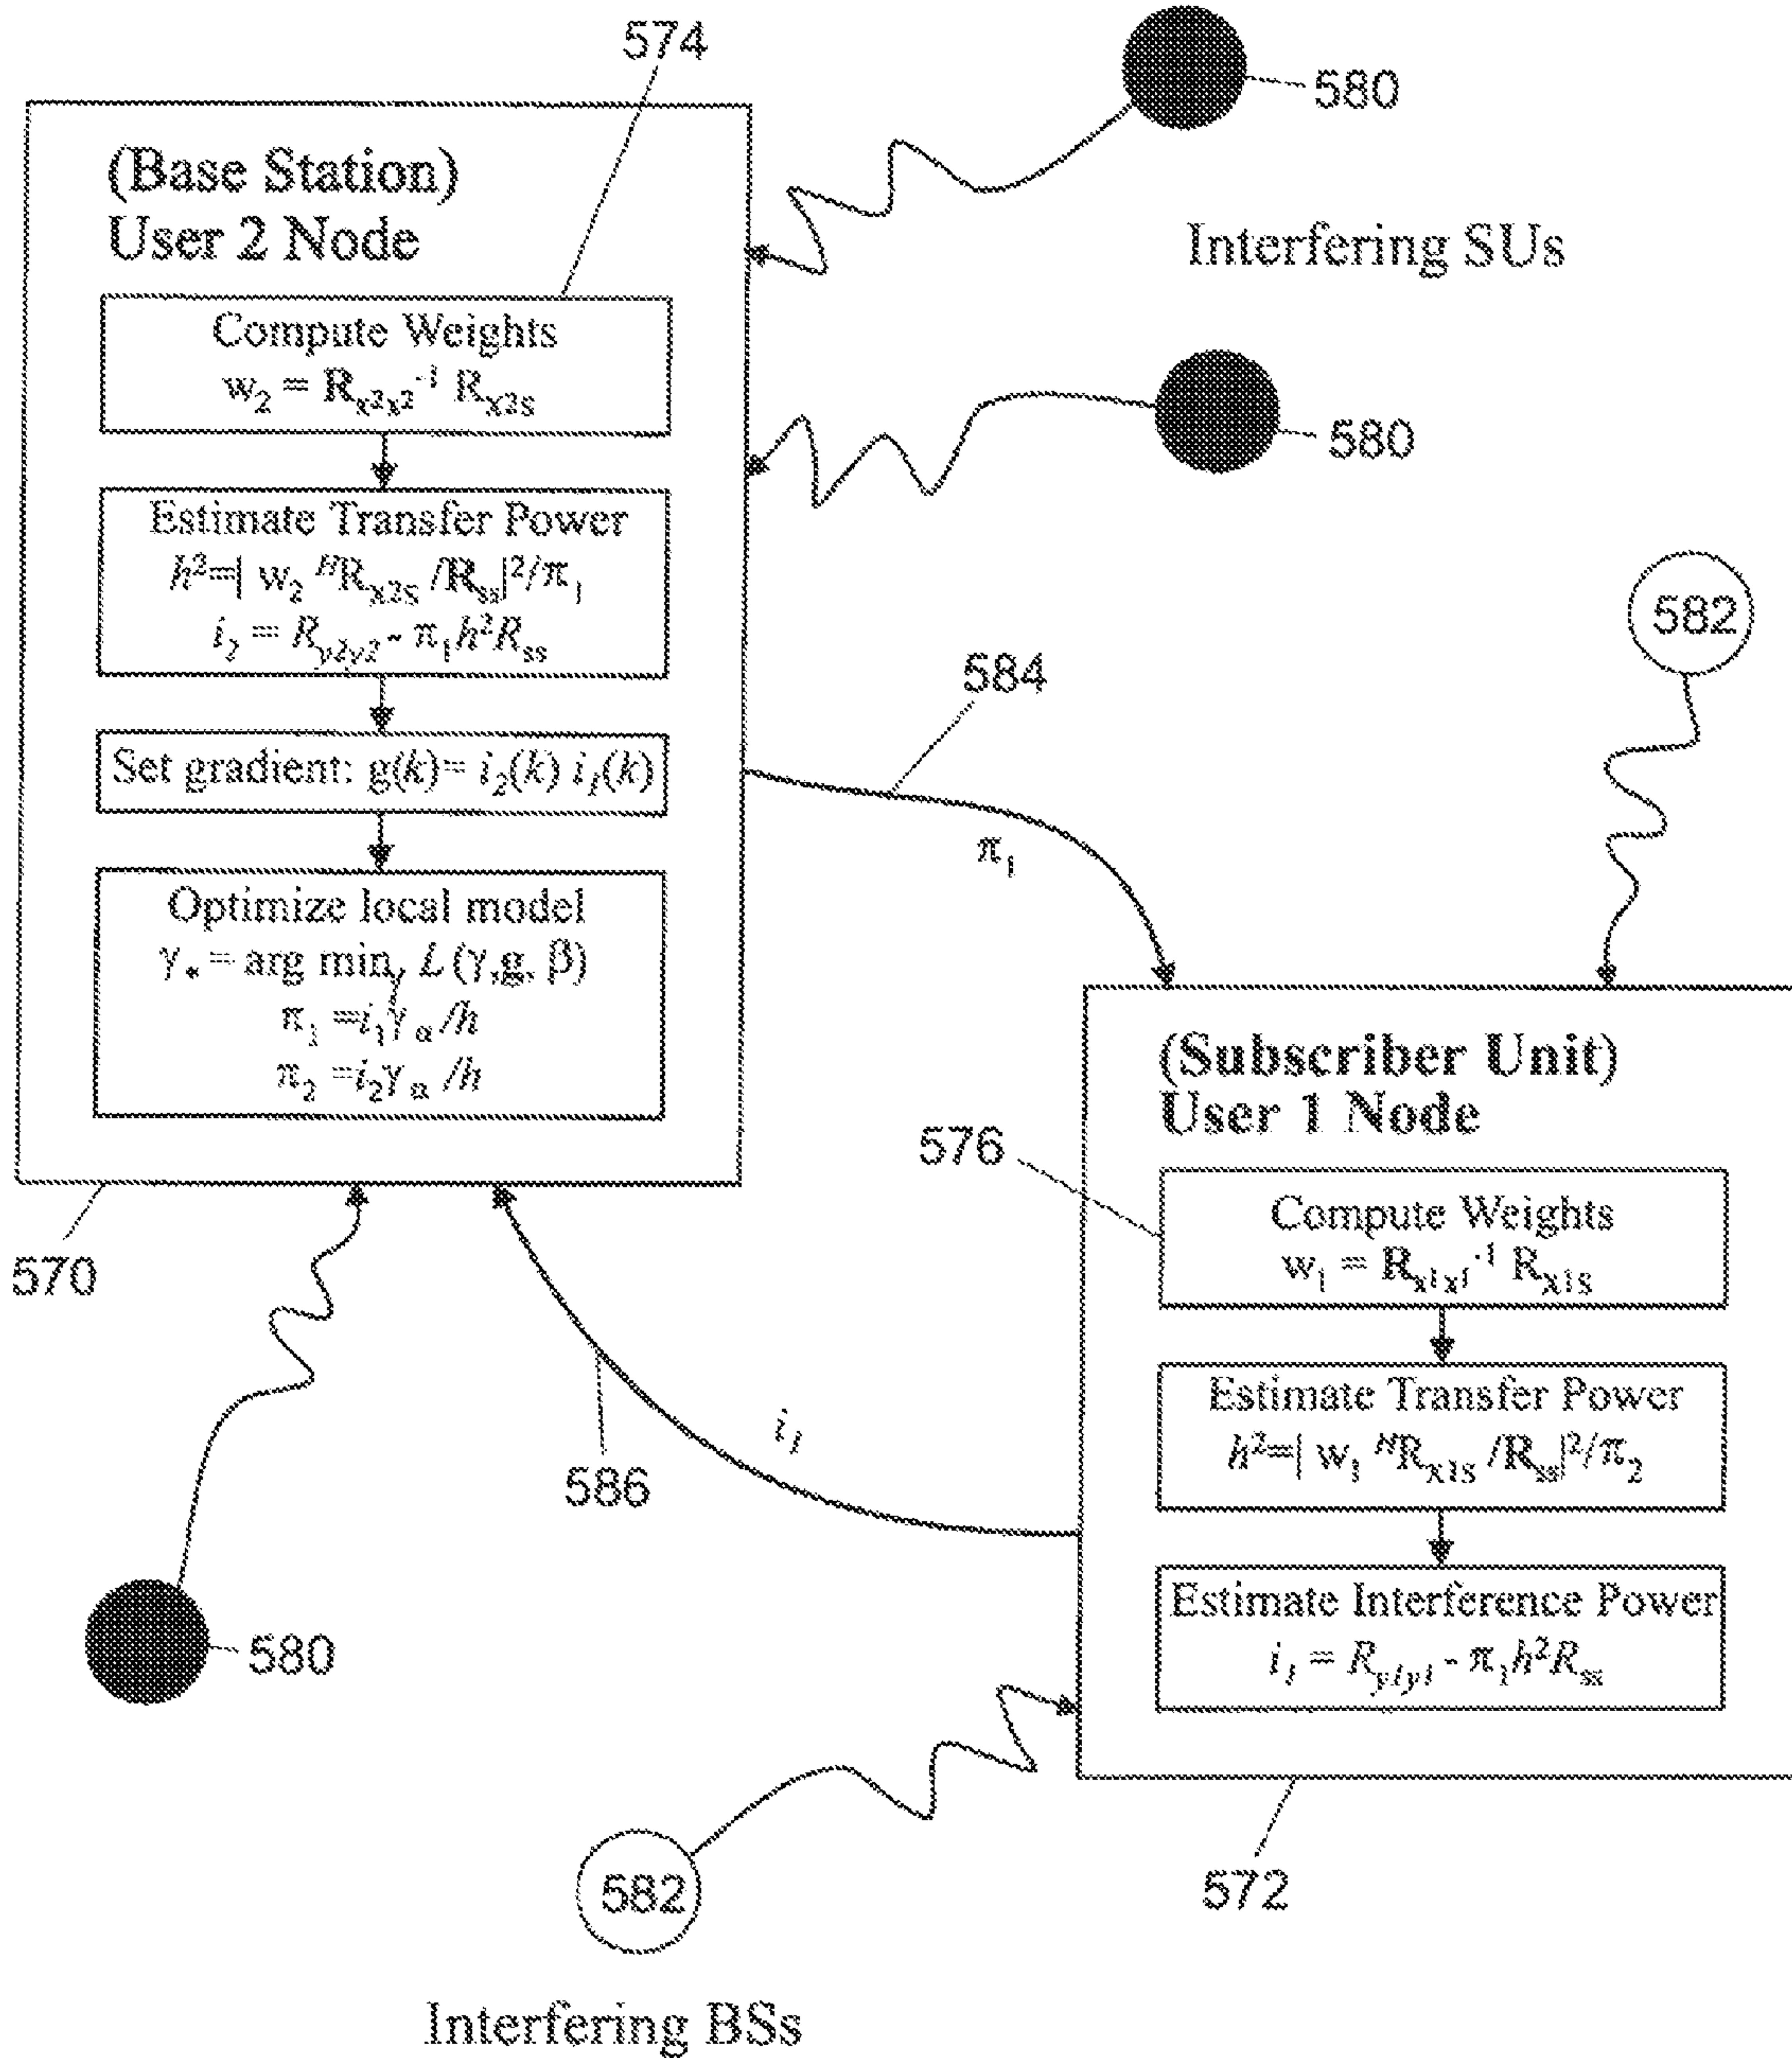 574
580
(Base Station)
User 2 Node
Interfering SUs
Compute Weights
w₂ = Rₓ₂ₓ₂⁻¹ Rₓ₂ₛ
580
Estimate Transfer Power
h²=| w₂ ᴴRₓ₂ₛ /Rₛₛ|²/π₁
i₂ = R_y2y2 - π₁h²Rₛₛ
582
584
Set gradient: g(k)= i₂(k) i₁(k)
π₁
Optimize local model
γ* = arg min_γ L (γ,g, β)
π₁ =i₁γ_α /h
π₂ =i₂γ_α /h
(Subscriber Unit)
User 1 Node
576
Compute Weights
w₁ = Rₓ₁ₓ₁⁻¹ Rₓ₁ₛ
570
Estimate Transfer Power
h²=| w₁ ᴴRₓ₁ₛ /Rₛₛ|²/π₂
i₁
586
Estimate Interference Power
i₁ = R_y1y1 - π₁h²Rₛₛ
580
582
572
Interfering BSs